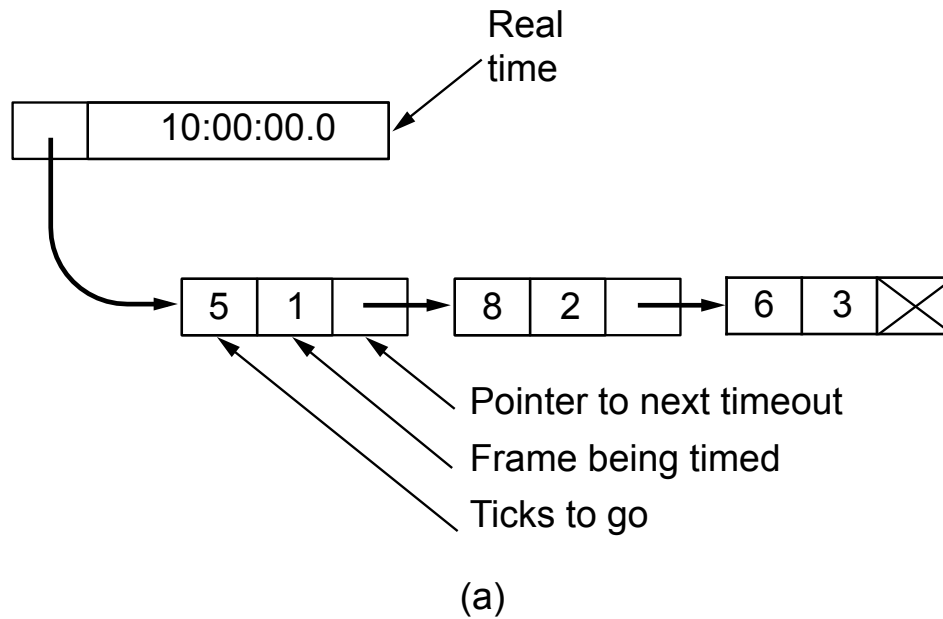 Real
time
10:00:00.0
5 1 8 2 6 3
Pointer to next timeout
Frame being timed
Ticks to go
(a)